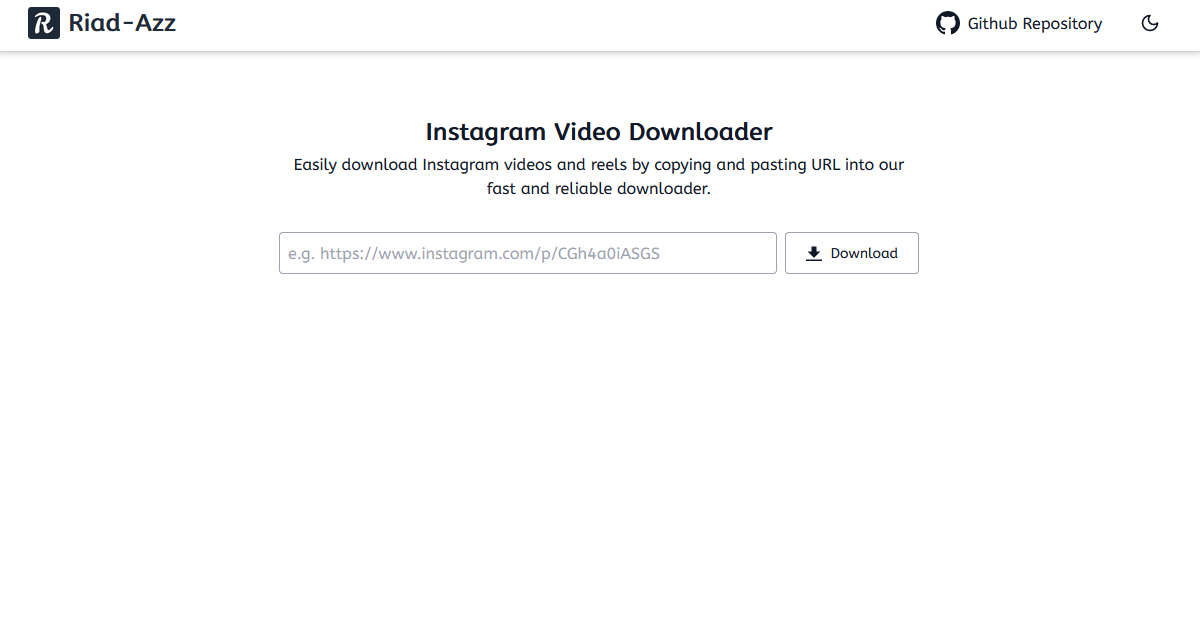 R Riad-Azz
Github Repository
Instagram Video Downloader
Easily download Instagram videos and reels by copying and pasting URL into our
fast and reliable downloader.
e.g. https://www.instagram.com/p/CGh4a0iASGS
Download